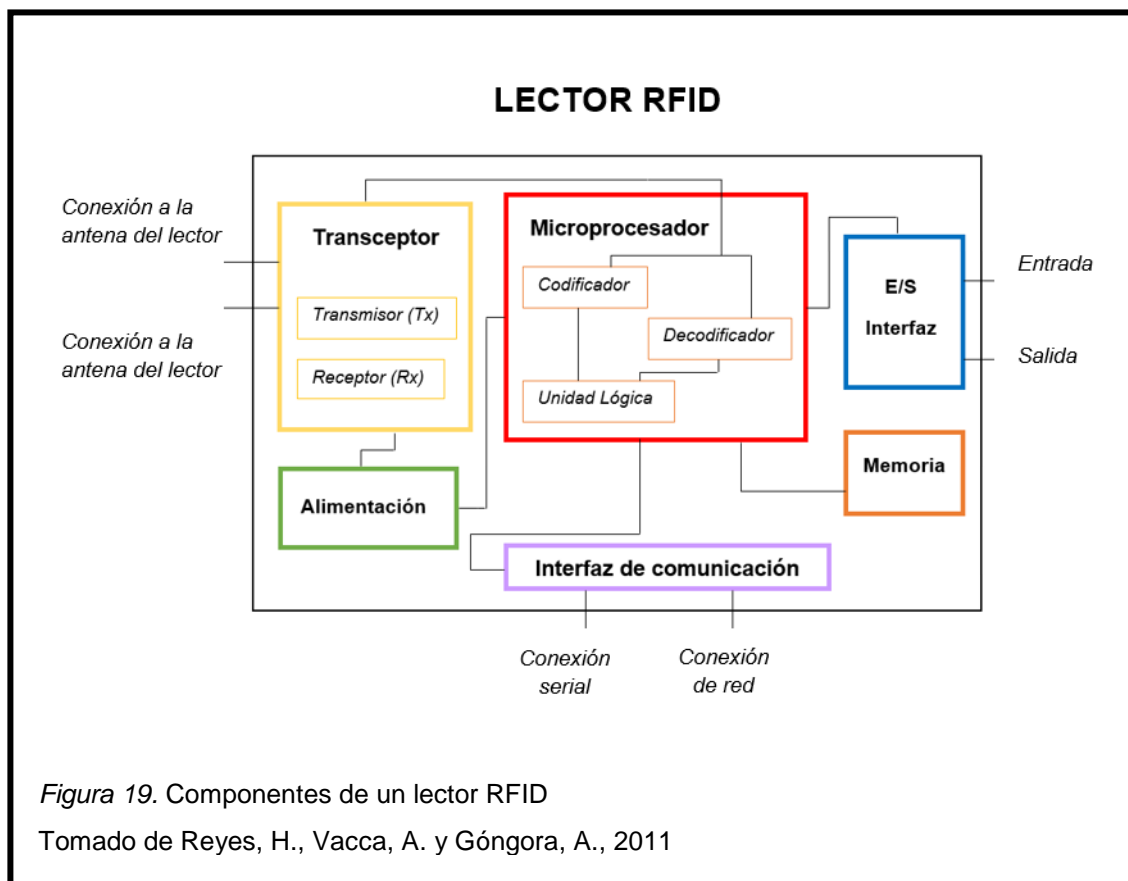 LECTOR RFID
Conexión a la
antena del lector
Conexión a la
antena del lector
Transceptor
Transmisor (Tx)
Receptor (Rx)
Alimentación
Microprocesador
Codificador
Decodificador
Unidad Lógica
E/S
Interfaz
Entrada
Salida
Memoria
Interfaz de comunicación
Conexión
serial
Conexión
de red
Figura 19. Componentes de un lector RFID
Tomado de Reyes, H., Vacca, A. y Góngora, A., 2011